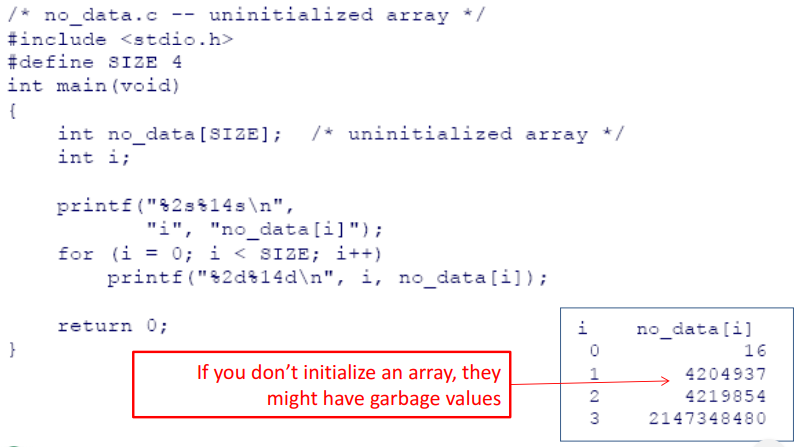 /* no_data.c -- uninitialized array */
#include <stdio.h>
#define SIZE 4
int main(void)
{
    int no_data[SIZE];  /* uninitialized array */
    int i;

    printf("%2s%14s\n",
           "i", "no_data[i]");
    for (i = 0; i < SIZE; i++)
        printf("%2d%14d\n", i, no_data[i]);

    return 0;
}
If you don’t initialize an array, they
might have garbage values
i    no_data[i]
0            16
1       4204937
2       4219854
3    2147348480